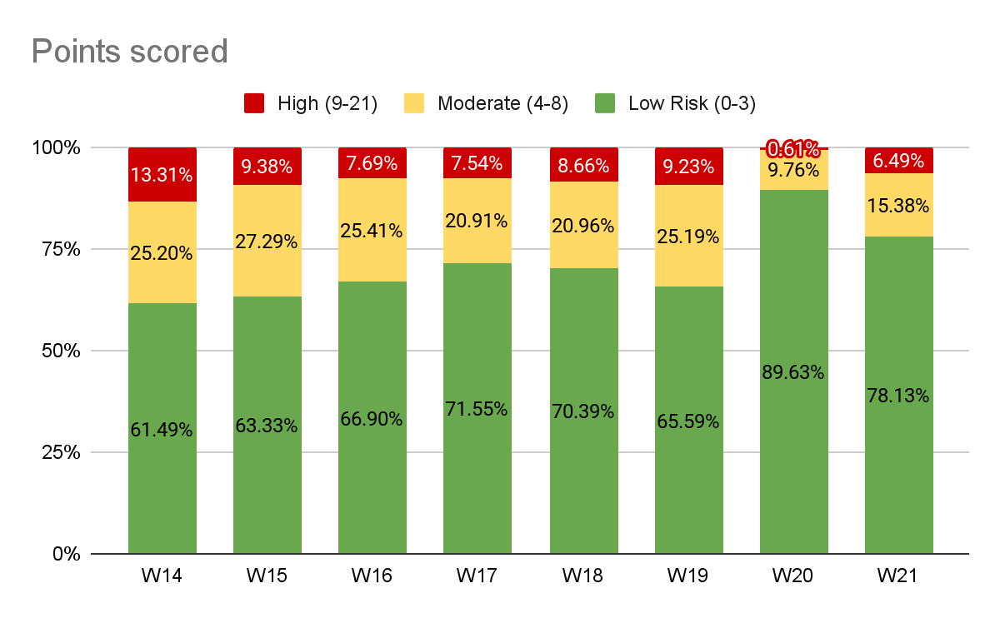 Points scored
High (9-21) Moderate (4-8) Low Risk (0-3)
100%
75%
50%
25%
0%
13.31% 9.38% 7.69% 7.54% 8.66% 9.23% 0.61% 6.49%
25.20% 27.29% 25.41% 20.91% 20.96% 25.19% 9.76% 15.38%
61.49% 63.33% 66.90% 71.55% 70.39% 65.59% 89.63% 78.13%
W14 W15 W16 W17 W18 W19 W20 W21